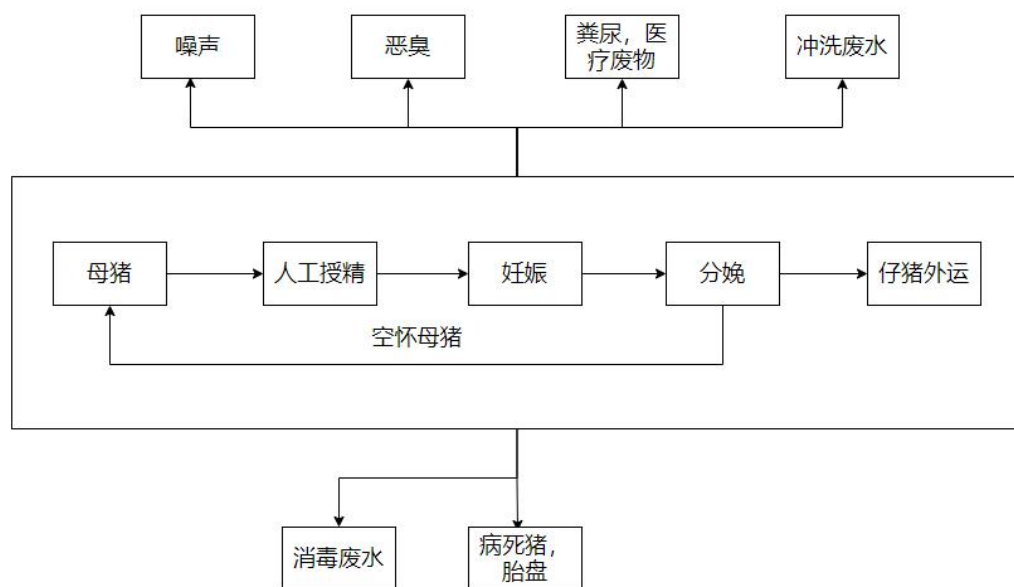 噪声
恶臭
粪尿，医
疗废物
冲洗废水
母猪
人工授精
妊娠
分娩
仔猪外运
空怀母猪
消毒废水
病死猪，
胎盘